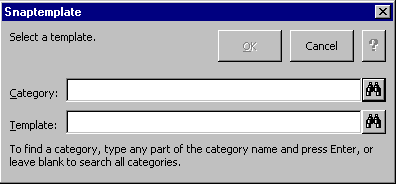 Snaptemplate
Select a template.
OK
Cancel
?
Category:
Template:
To find a category, type any part of the category name and press Enter, or
leave blank to search all categories.